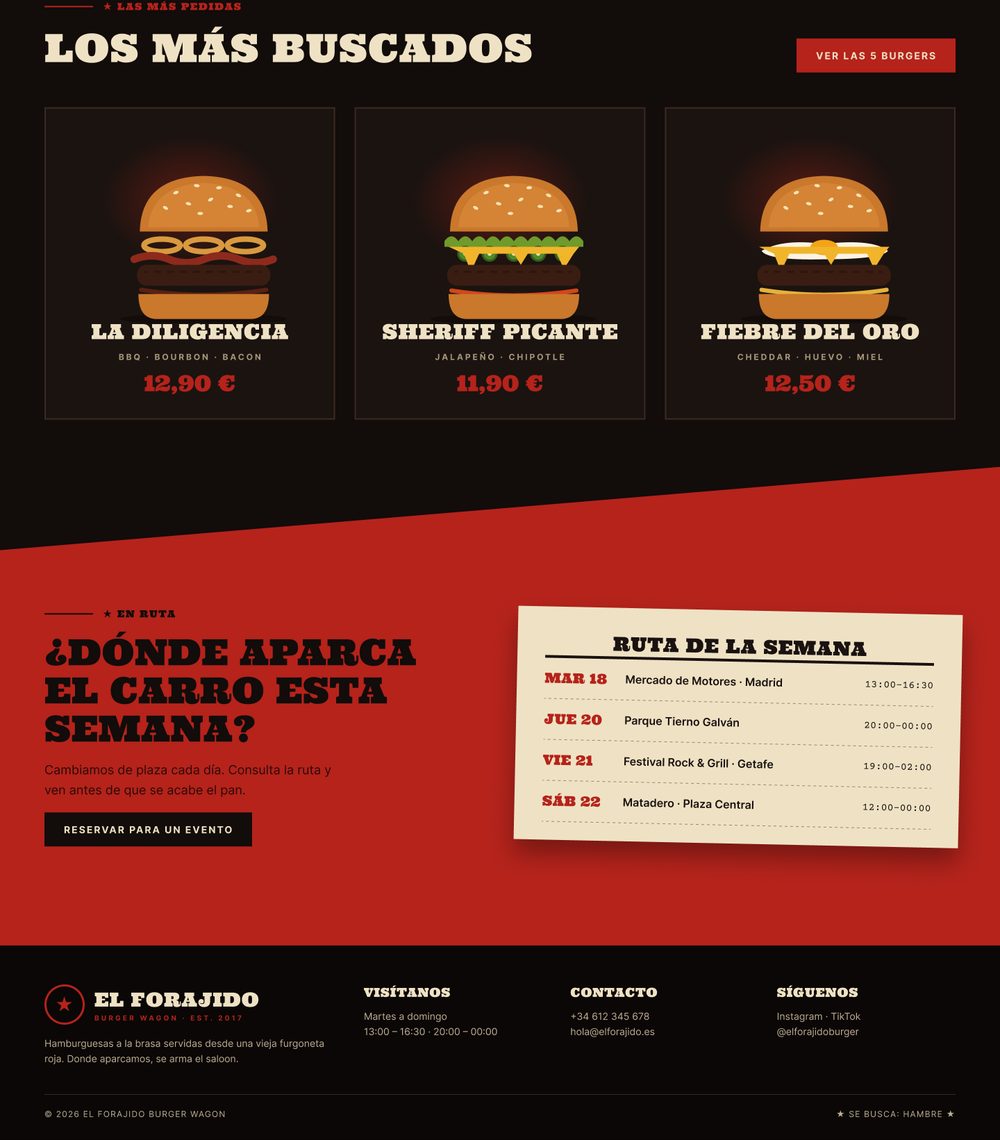 ★ LAS MÁS PEDIDAS
LOS MÁS BUSCADOS
VER LAS 5 BURGERS
LA DILIGENCIA
BBQ · BOURBON · BACON
12,90 €
SHERIFF PICANTE
JALAPEÑO · CHIPOTLE
11,90 €
FIEBRE DEL ORO
CHEDDAR · HUEVO · MIEL
12,50 €
★ EN RUTA
¿DÓNDE APARCA
EL CARRO ESTA
SEMANA?
Cambiamos de plaza cada día. Consulta la ruta y
ven antes de que se acabe el pan.
RESERVAR PARA UN EVENTO
RUTA DE LA SEMANA
MAR 18 Mercado de Motores · Madrid 13:00–16:30
JUE 20 Parque Tierno Galván 20:00–00:00
VIE 21 Festival Rock & Grill · Getafe 19:00–02:00
SÁB 22 Matadero · Plaza Central 12:00–00:00
★ EL FORAJIDO
BURGER WAGON · EST. 2017
Hamburguesas a la brasa servidas desde una vieja furgoneta
roja. Donde aparcamos, se arma el saloon.
VISÍTANOS
Martes a domingo
13:00 – 16:30 · 20:00 – 00:00
CONTACTO
+34 612 345 678
hola@elforajido.es
SÍGUENOS
Instagram · TikTok
@elforajidoburger
© 2026 EL FORAJIDO BURGER WAGON
★ SE BUSCA: HAMBRE ★